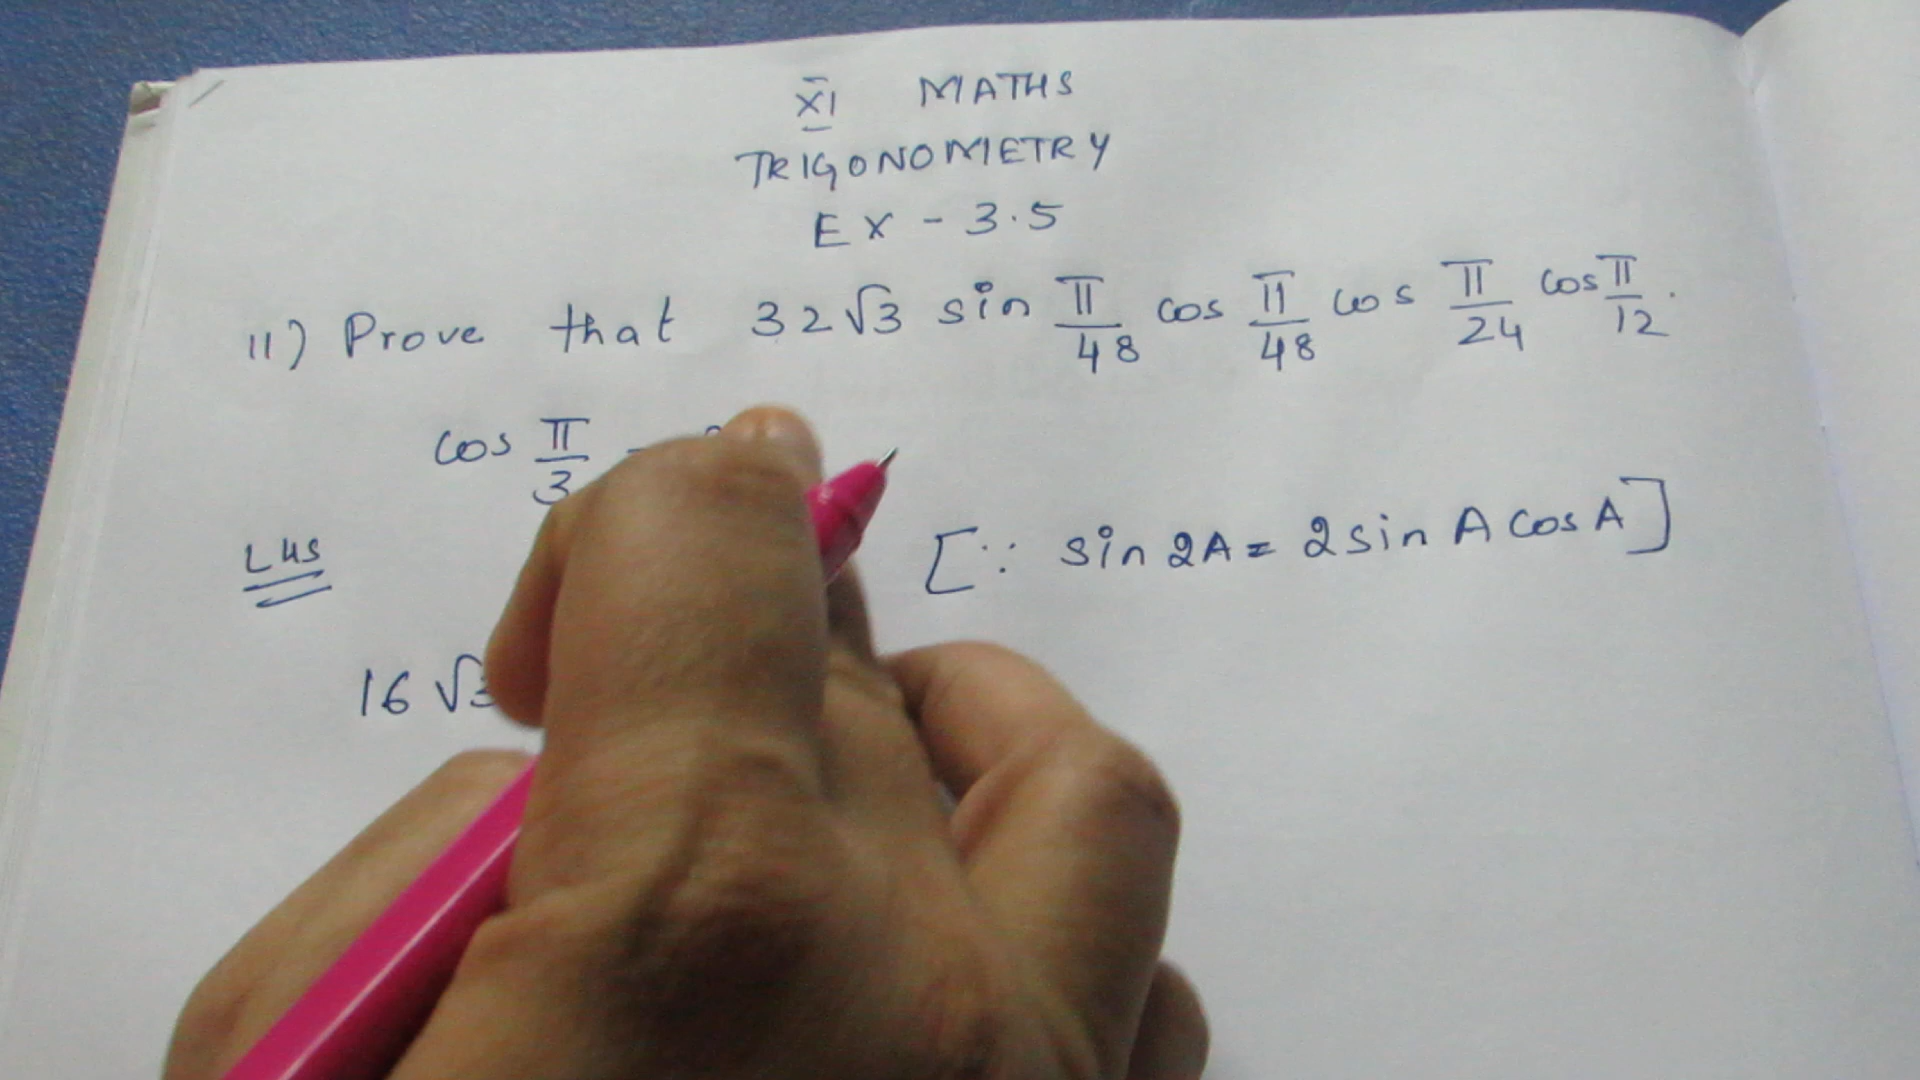 XI MATHS
TRIGONOMETRY
EX - 3.5
11) Prove that 32√3 sin π/48 cos π/48 cos π/24 cos π/12.
cos π/3
LHS
[∵ sin 2A = 2 sin A cos A]
16√3